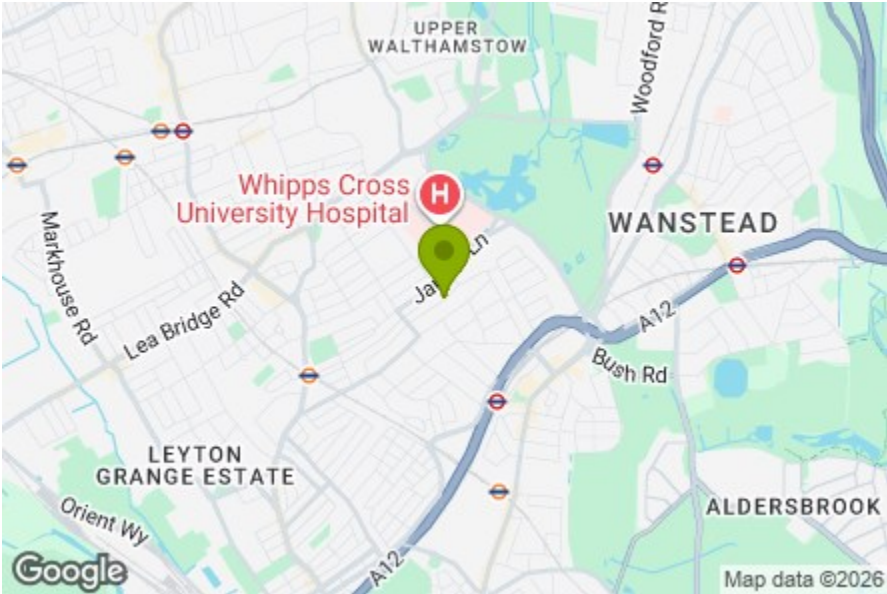 UPPER
WALTHAMSTOW
Woodford R
Whipps Cross
University Hospital
H
WANSTEAD
Markhouse Rd
Ln
Lea Bridge Rd
A12
Bush Rd
LEYTON
GRANGE ESTATE
Orient Wy
ALDERSBROOK
A12
Google
Map data ©2026